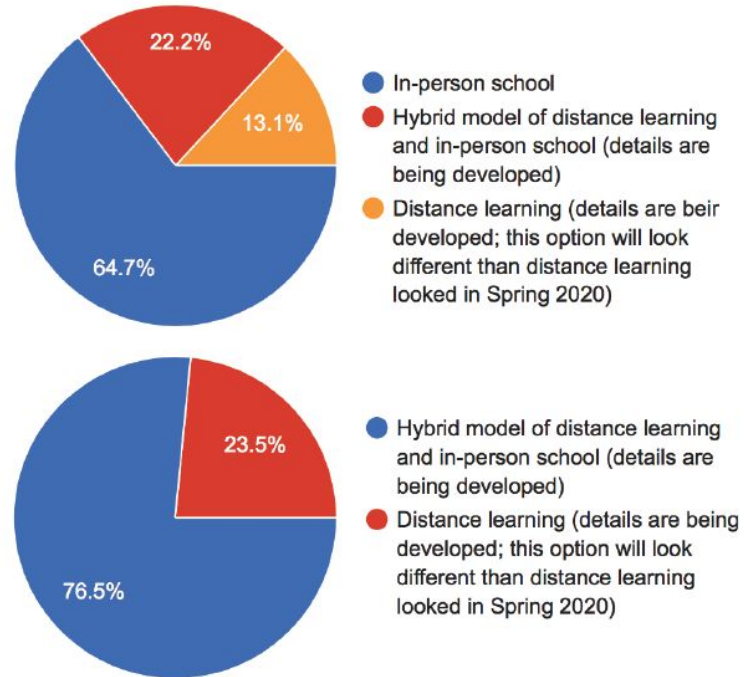 22.2%
13.1%
64.7%
In-person school
Hybrid model of distance learning
and in-person school (details are
being developed)
Distance learning (details are beir
developed; this option will look
different than distance learning
looked in Spring 2020)
23.5%
76.5%
Hybrid model of distance learning
and in-person school (details are
being developed)
Distance learning (details are being
developed; this option will look
different than distance learning
looked in Spring 2020)